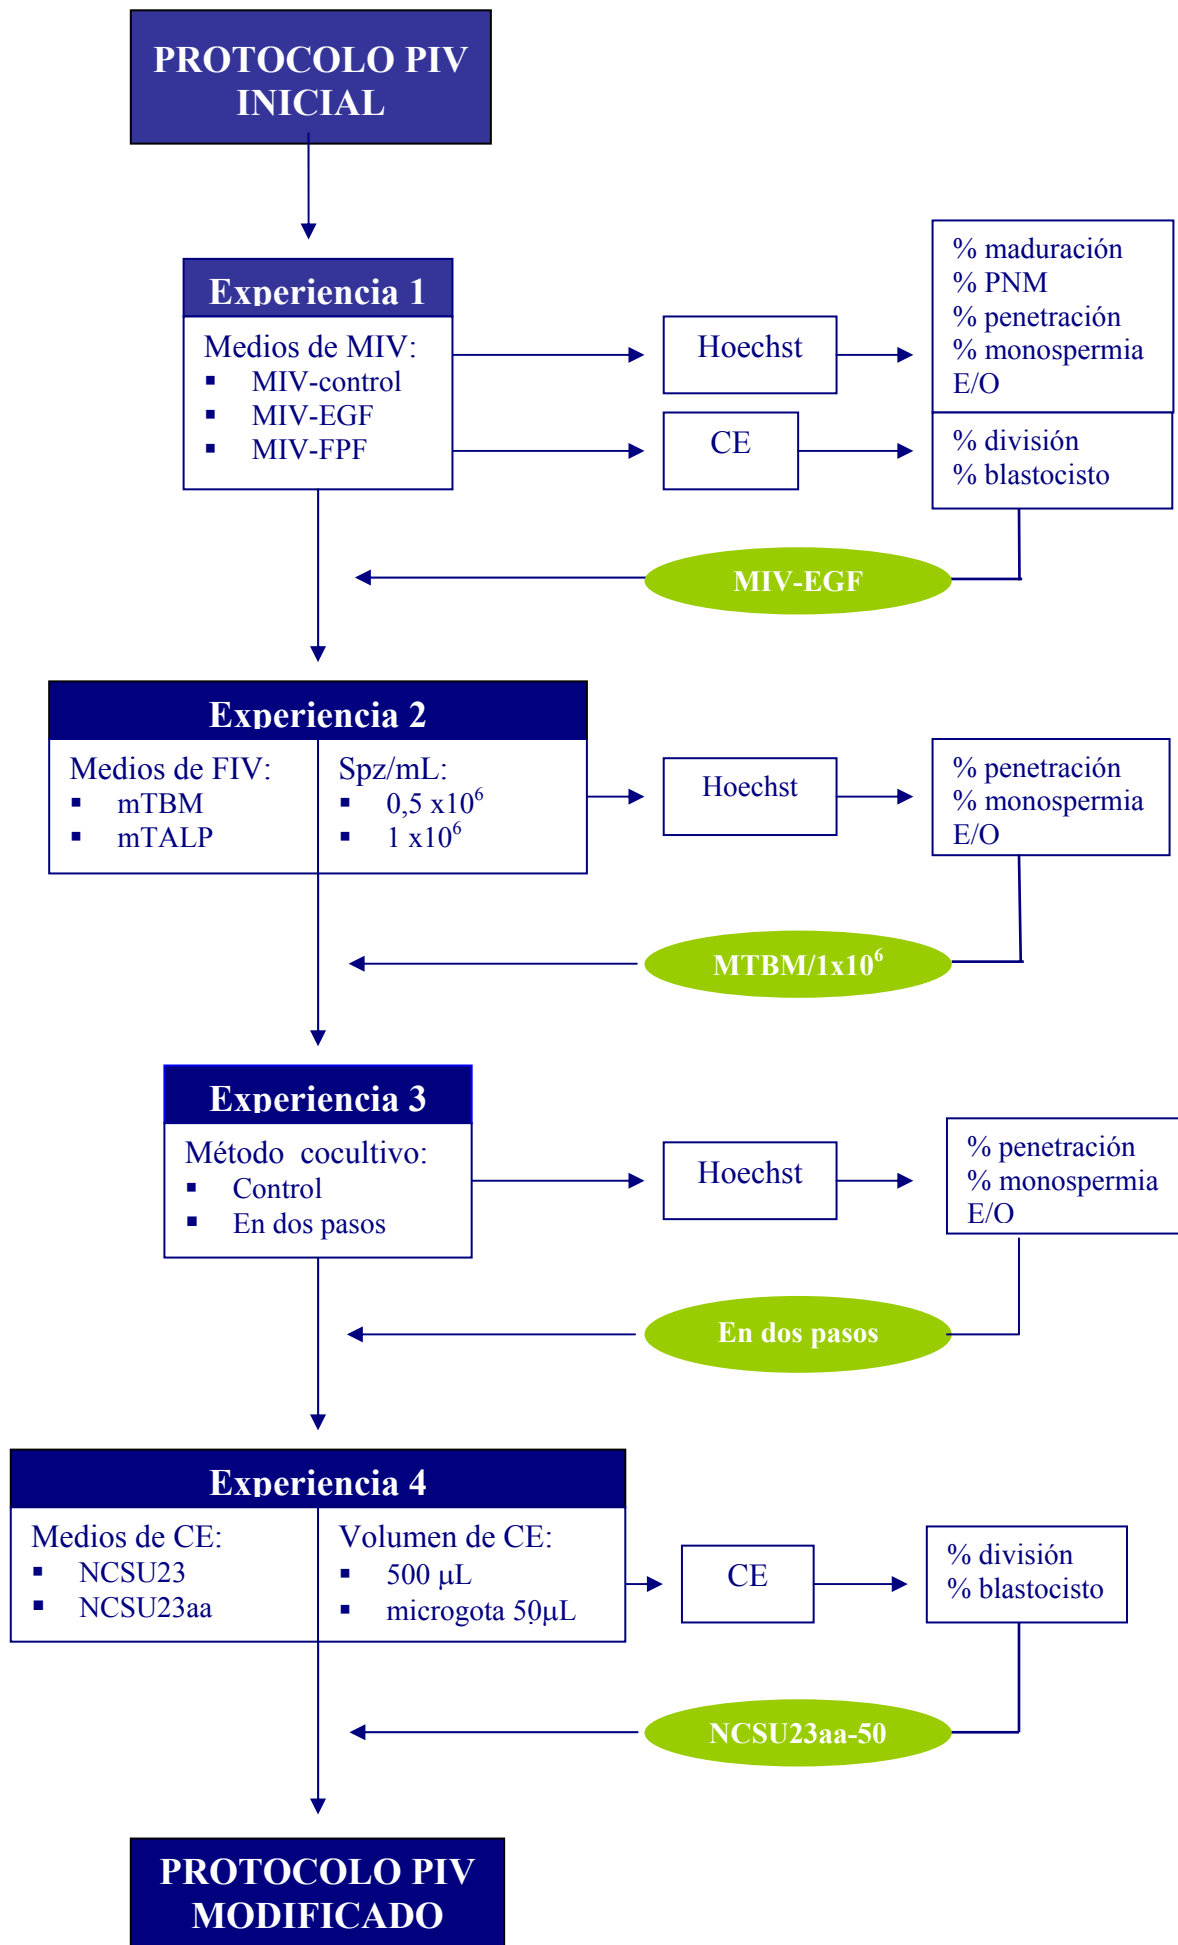 PROTOCOLO PIV
INICIAL
Experiencia 1
Medios de MIV:
▪ MIV-control
▪ MIV-EGF
▪ MIV-FPF
Hoechst
% maduración
% PNM
% penetración
% monospermia
E/O
CE
% división
% blastocisto
MIV-EGF
Experiencia 2
Medios de FIV:
▪ mTBM
▪ mTALP
Spz/mL:
▪ 0,5 x10⁶
▪ 1 x10⁶
Hoechst
% penetración
% monospermia
E/O
MTBM/1x10⁶
Experiencia 3
Método cocultivo:
▪ Control
▪ En dos pasos
Hoechst
% penetración
% monospermia
E/O
En dos pasos
Experiencia 4
Medios de CE:
▪ NCSU23
▪ NCSU23aa
Volumen de CE:
▪ 500 µL
▪ microgota 50µL
CE
% división
% blastocisto
NCSU23aa-50
PROTOCOLO PIV
MODIFICADO